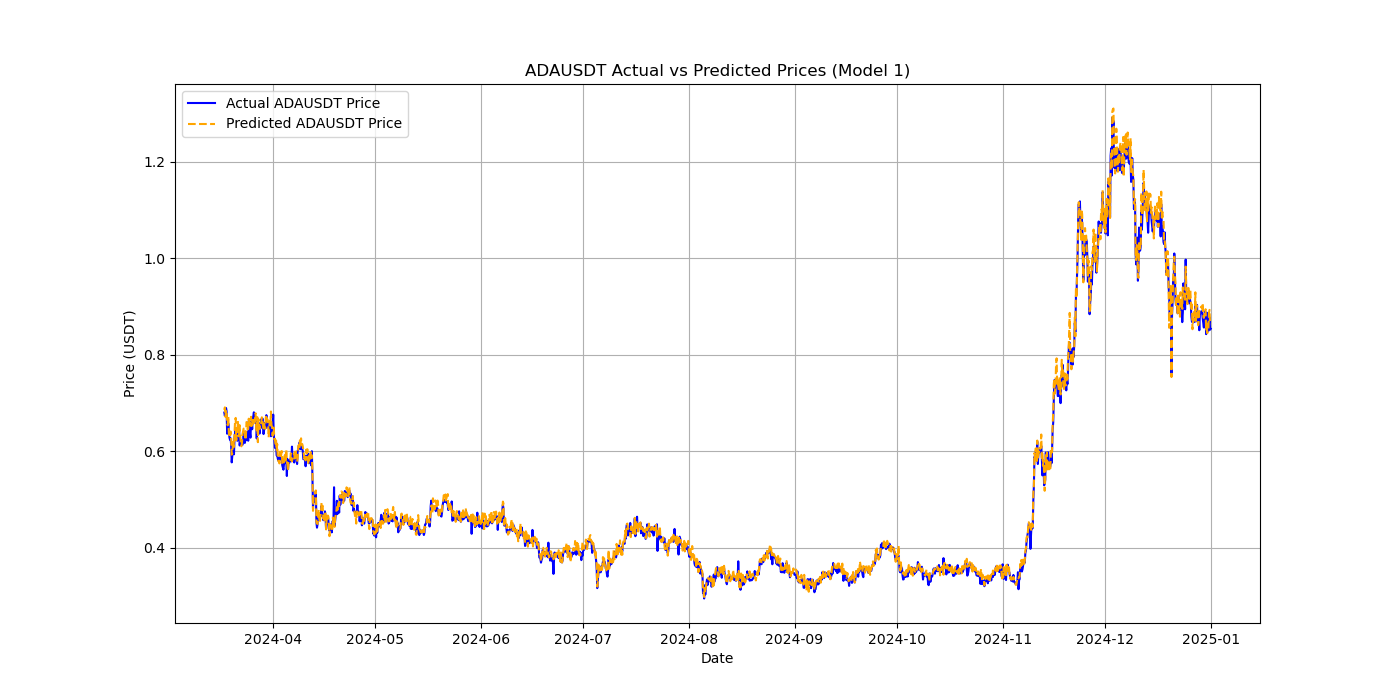 ADAUSDT Actual vs Predicted Prices (Model 1)
Actual ADAUSDT Price
Predicted ADAUSDT Price
Price (USDT)
1.2
1.0
0.8
0.6
0.4
2024-04 2024-05 2024-06 2024-07 2024-08 2024-09 2024-10 2024-11 2024-12 2025-01
Date